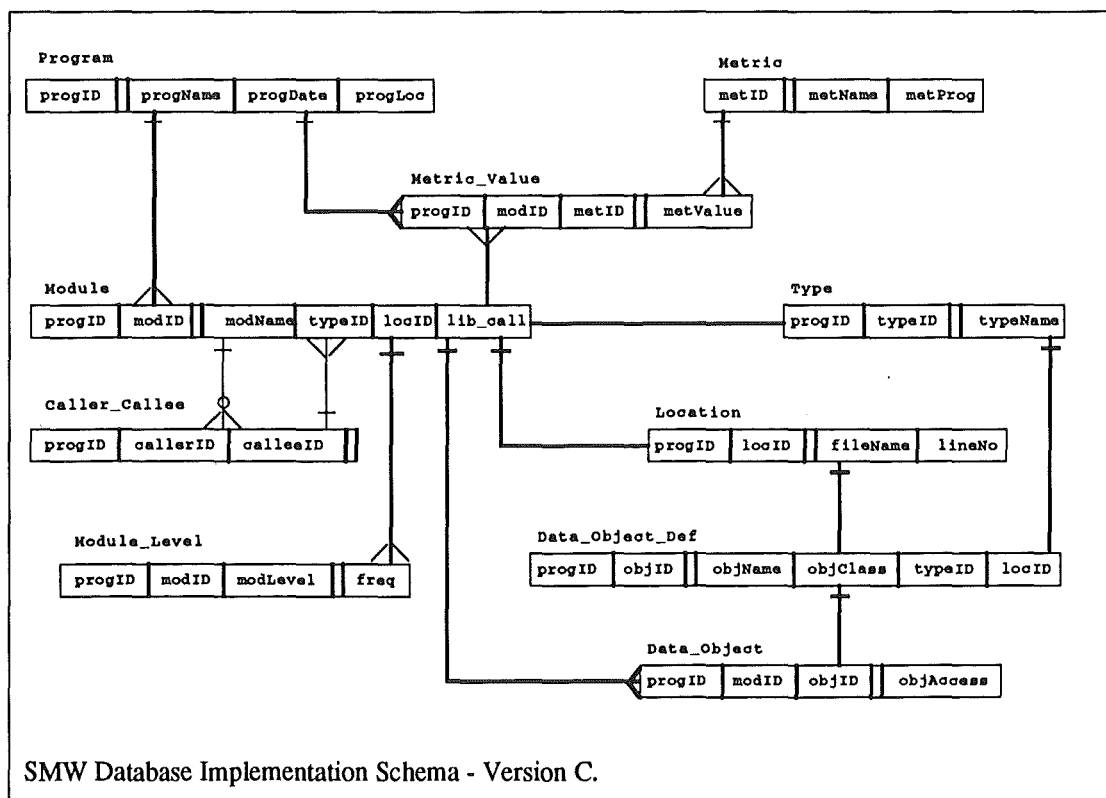 Program
progID progName progDate progLoc
Metric
metID metName metProg
Metric_Value
progID modID metID metValue
Module
progID modID modName typeID locID lib_call
Type
progID typeID typeName
Caller_Callee
progID callerID calleeID
Location
progID locID fileName lineNo
Module_Level
progID modID modLevel freq
Data_Object_Def
progID objID objName objClass typeID locID
Data_Object
progID modID objID objAccess
SMW Database Implementation Schema - Version C.